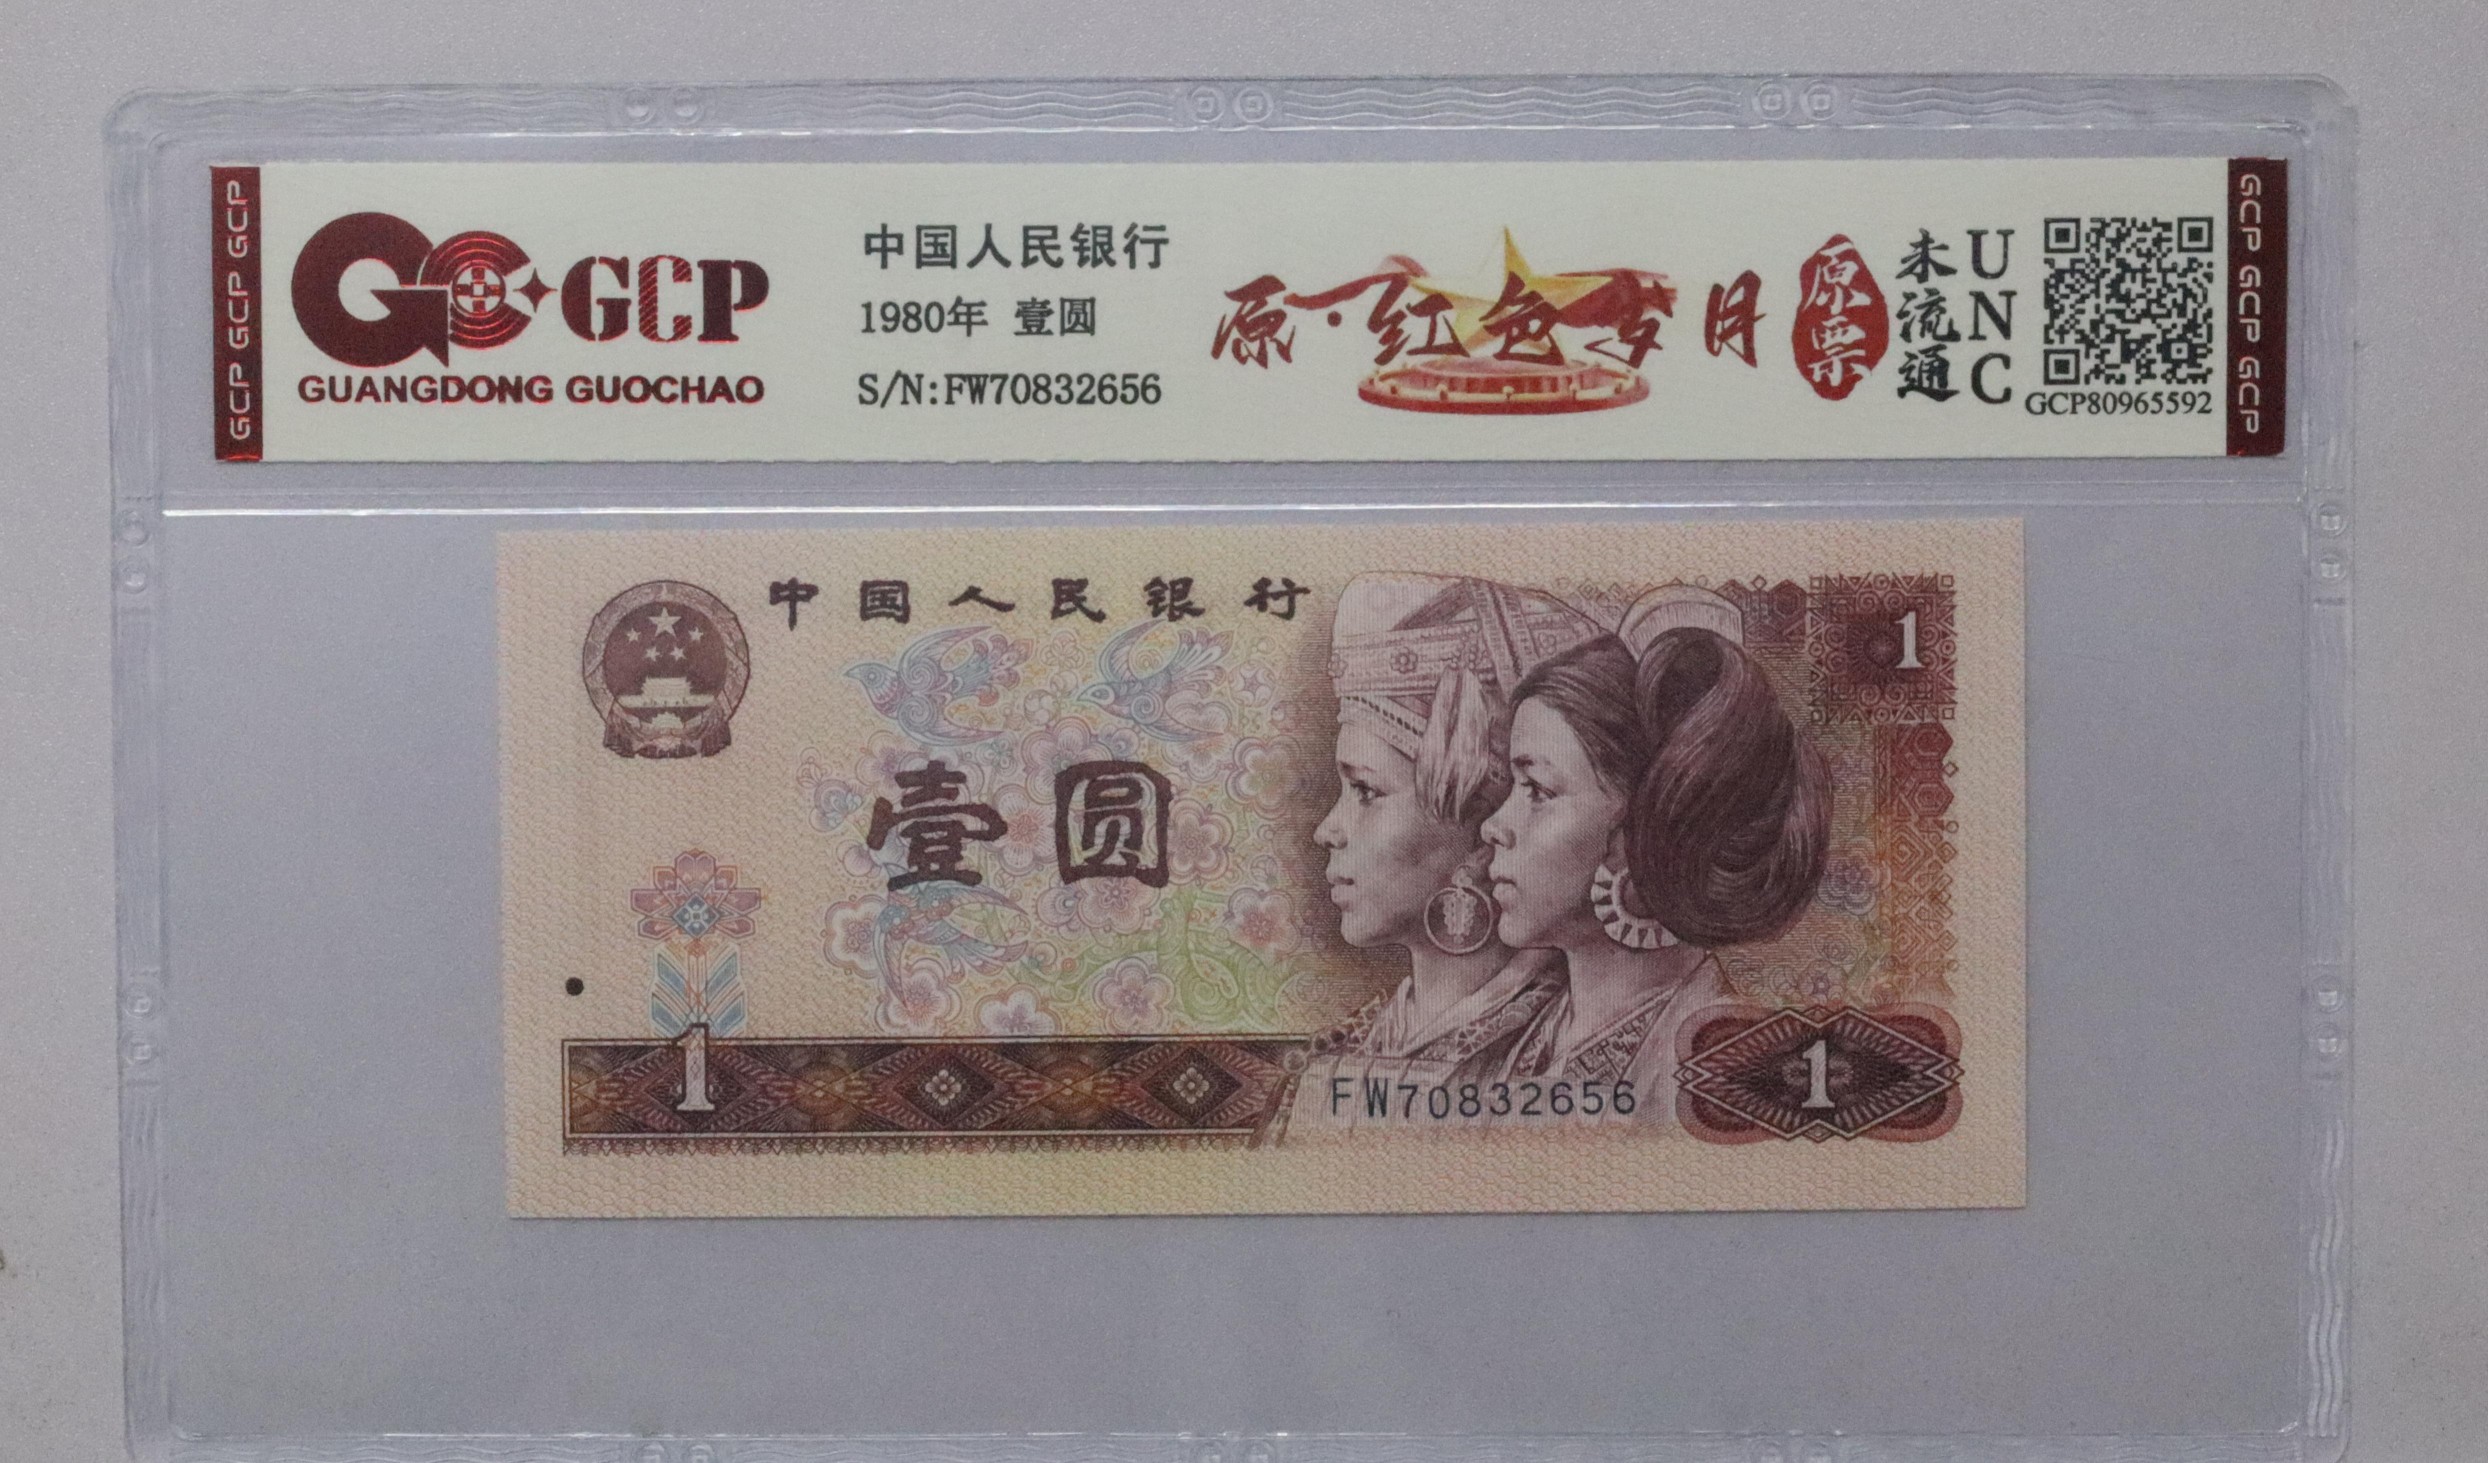 GCP GCP GCP
GCP
GUANGDONG GUOCHAO
中国人民银行
1980年 壹圆
S/N:FW70832656
原·红色岁月
原票
未流通
UNC
GCP80965592
GCP GCP GCP
中国人民银行
1
壹圆
1
FW70832656
1